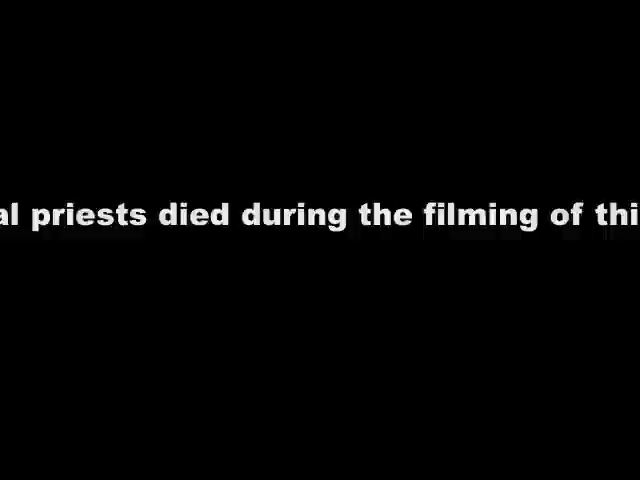 al priests died during the filming of thi